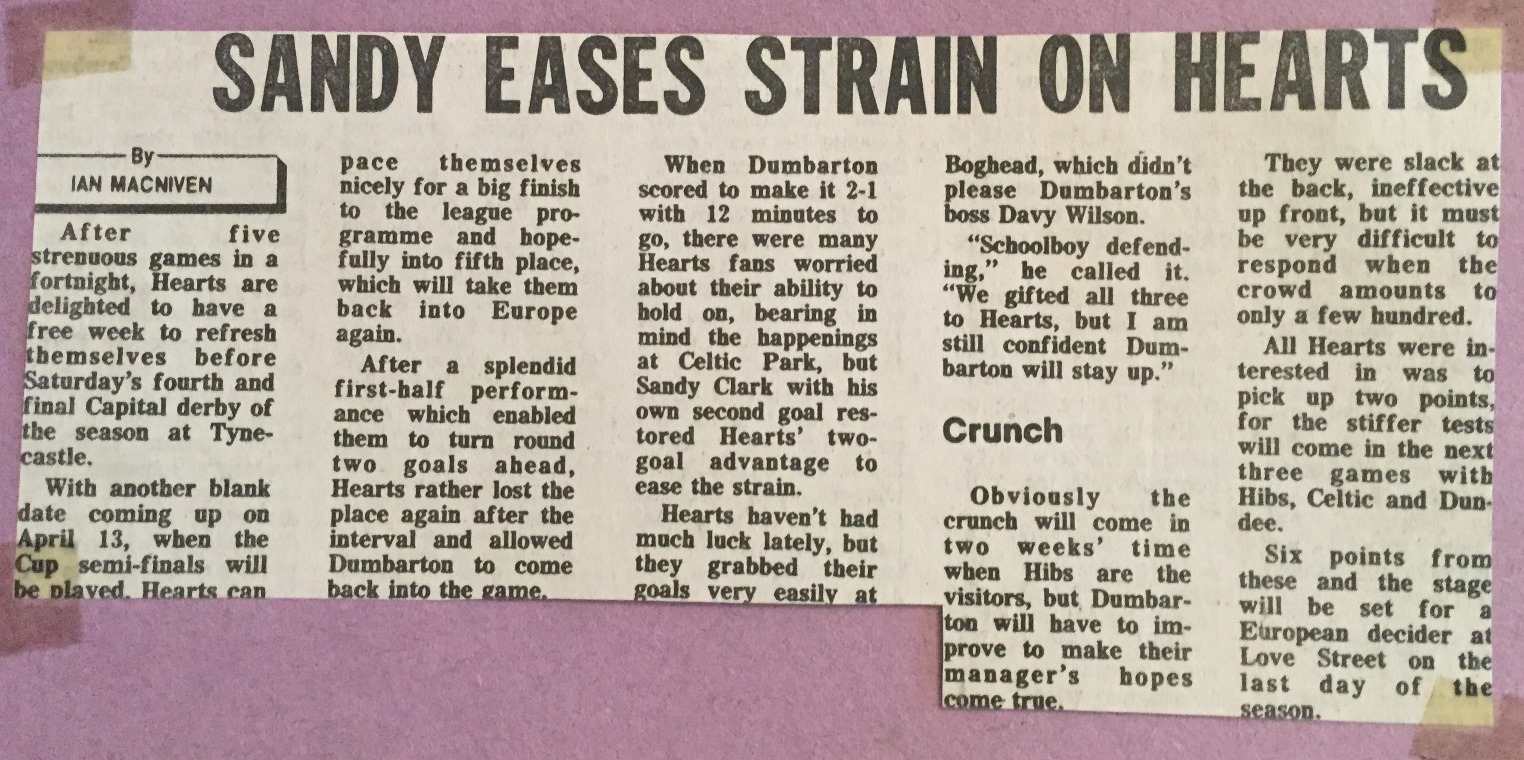 SANDY EASES STRAIN ON HEARTS
By
IAN MACNIVEN
After five
strenuous games in a
fortnight, Hearts are
delighted to have a
free week to refresh
themselves before
Saturday's fourth and
final Capital derby of
the season at Tyne-
castle.
With another blank
date coming up on
April 13, when the
Cup semi-finals will
be played, Hearts can
pace themselves
nicely for a big finish
to the league pro-
gramme and hope-
fully into fifth place,
which will take them
back into Europe
again.
After a splendid
first-half perform-
ance which enabled
them to turn round
two goals ahead,
Hearts rather lost the
place again after the
interval and allowed
Dumbarton to come
back into the game.
When Dumbarton
scored to make it 2-1
with 12 minutes to
go, there were many
Hearts fans worried
about their ability to
hold on, bearing in
mind the happenings
at Celtic Park, but
Sandy Clark with his
own second goal res-
tored Hearts' two-
goal advantage to
ease the strain.
Hearts haven't had
much luck lately, but
they grabbed their
goals very easily at
Boghead, which didn't
please Dumbarton's
boss Davy Wilson.
"Schoolboy defend-
ing," he called it.
"We gifted all three
to Hearts, but I am
still confident Dum-
barton will stay up."
Crunch
Obviously the
crunch will come in
two weeks' time
when Hibs are the
visitors, but Dumbar-
ton will have to im-
prove to make their
manager's hopes
come true.
They were slack at
the back, ineffective
up front, but it must
be very difficult to
respond when the
crowd amounts to
only a few hundred.
All Hearts were in-
terested in was to
pick up two points,
for the stiffer tests
will come in the next
three games with
Hibs, Celtic and Dun-
dee.
Six points from
these and the stage
will be set for a
European decider at
Love Street on the
last day of the
season.